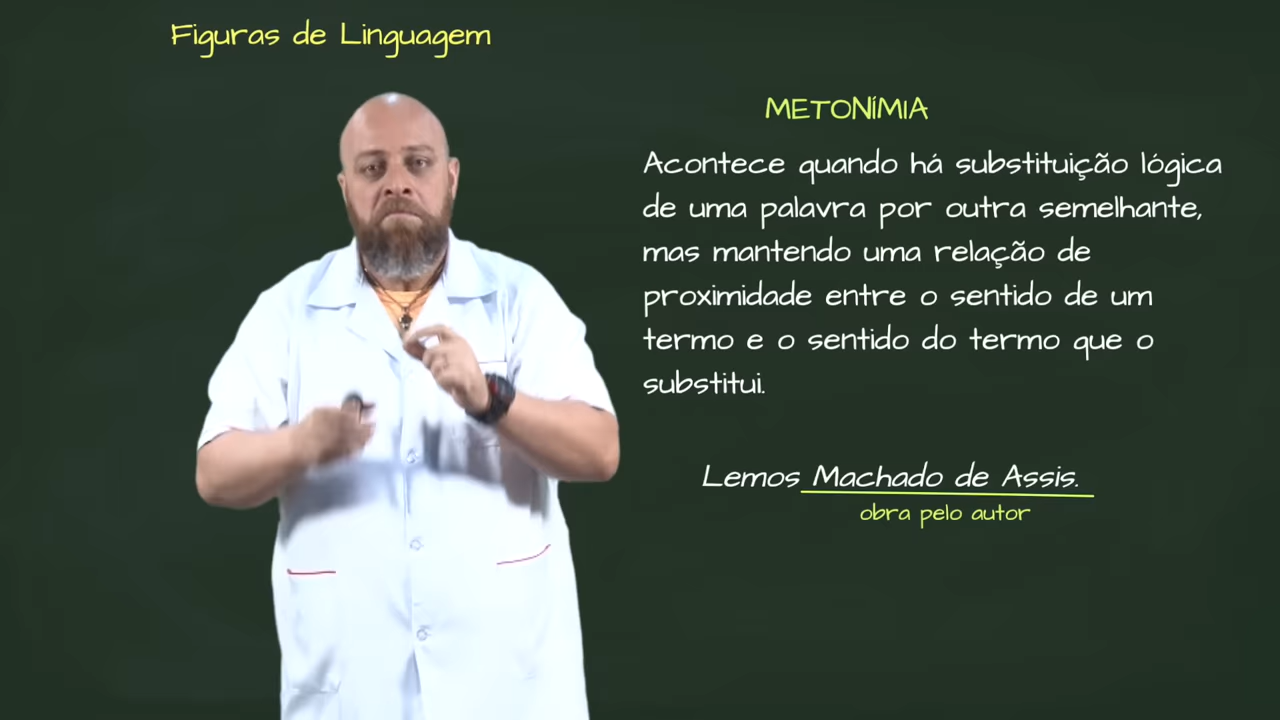 Figuras de Linguagem
METONÍMIA
Acontece quando há substituição lógica
de uma palavra por outra semelhante,
mas mantendo uma relação de
proximidade entre o sentido de um
termo e o sentido do termo que o
substitui.
Lemos Machado de Assis.
obra pelo autor